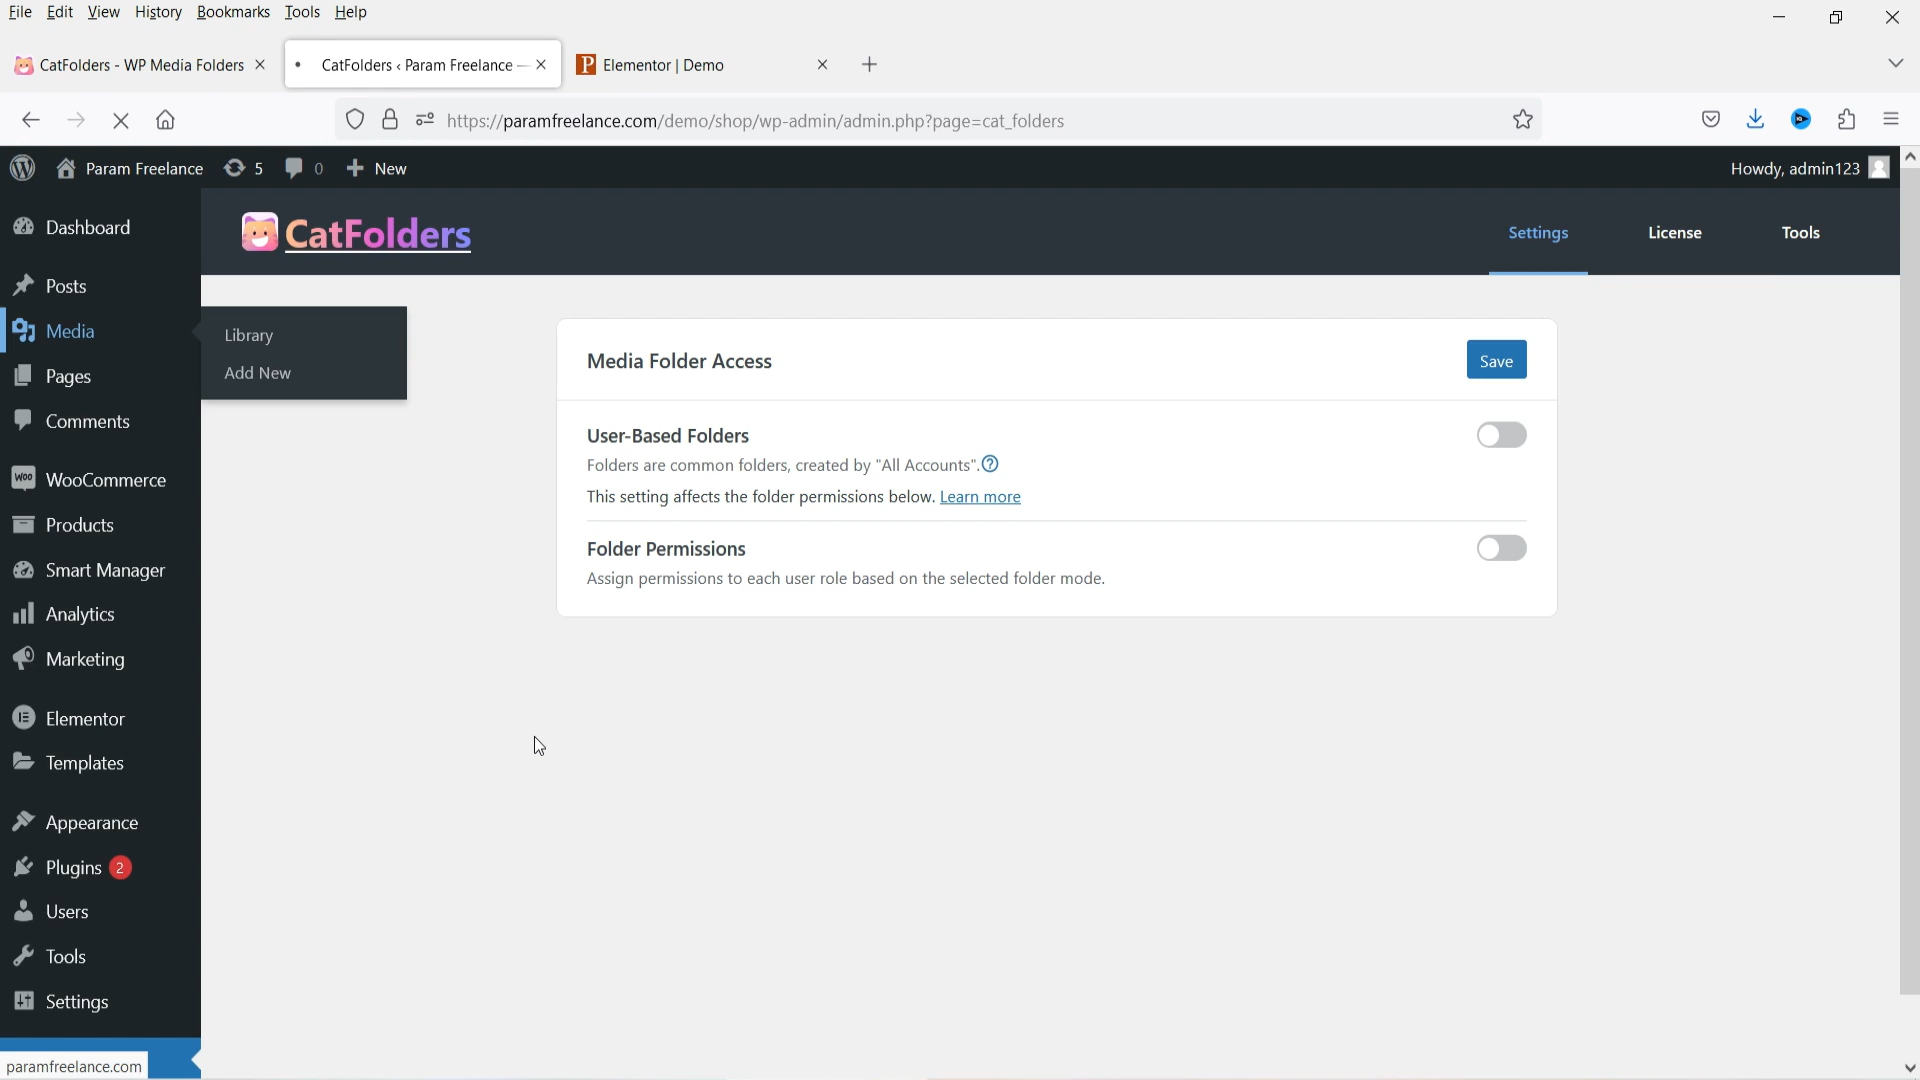 File Edit View History Bookmarks Tools Help
CatFolders - WP Media Folders
CatFolders ‹ Param Freelance —
Elementor | Demo
https://paramfreelance.com/demo/shop/wp-admin/admin.php?page=cat_folders
Param Freelance 5 0 New
Howdy, admin123
Dashboard
Posts
Media
Pages
Comments
WooCommerce
Products
Smart Manager
Analytics
Marketing
Elementor
Templates
Appearance
Plugins 2
Users
Tools
Settings
paramfreelance.com
Library
Add New
CatFolders
Settings
License
Tools
Media Folder Access
Save
User-Based Folders
Folders are common folders, created by "All Accounts".
This setting affects the folder permissions below. Learn more
Folder Permissions
Assign permissions to each user role based on the selected folder mode.